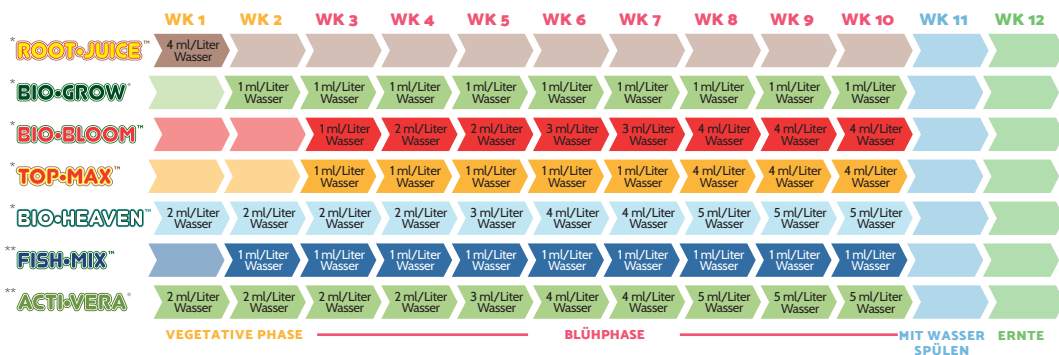 WK 1 WK 2 WK 3 WK 4 WK 5 WK 6 WK 7 WK 8 WK 9 WK 10 WK 11 WK 12
*ROOT•JUICE™ 4 ml/Liter
Wasser
*BIO•GROW® 1 ml/Liter 1 ml/Liter 1 ml/Liter 1 ml/Liter 1 ml/Liter 1 ml/Liter 1 ml/Liter 1 ml/Liter 1 ml/Liter
Wasser Wasser Wasser Wasser Wasser Wasser Wasser Wasser Wasser
*BIO•BLOOM™ 1 ml/Liter 2 ml/Liter 2 ml/Liter 3 ml/Liter 3 ml/Liter 4 ml/Liter 4 ml/Liter 4 ml/Liter
Wasser Wasser Wasser Wasser Wasser Wasser Wasser Wasser
*TOP•MAX™ 1 ml/Liter 1 ml/Liter 1 ml/Liter 1 ml/Liter 1 ml/Liter 4 ml/Liter 4 ml/Liter 4 ml/Liter
Wasser Wasser Wasser Wasser Wasser Wasser Wasser Wasser
*BIO•HEAVEN™ 2 ml/Liter 2 ml/Liter 2 ml/Liter 2 ml/Liter 3 ml/Liter 4 ml/Liter 4 ml/Liter 5 ml/Liter 5 ml/Liter 5 ml/Liter
Wasser Wasser Wasser Wasser Wasser Wasser Wasser Wasser Wasser Wasser
**FISH•MIX™ 1 ml/Liter 1 ml/Liter 1 ml/Liter 1 ml/Liter 1 ml/Liter 1 ml/Liter 1 ml/Liter 1 ml/Liter 1 ml/Liter
Wasser Wasser Wasser Wasser Wasser Wasser Wasser Wasser Wasser
**ACTI•VERA® 2 ml/Liter 2 ml/Liter 2 ml/Liter 2 ml/Liter 3 ml/Liter 4 ml/Liter 4 ml/Liter 5 ml/Liter 5 ml/Liter 5 ml/Liter
Wasser Wasser Wasser Wasser Wasser Wasser Wasser Wasser Wasser Wasser
VEGETATIVE PHASE BLÜHPHASE MIT WASSER ERNTE
SPÜLEN